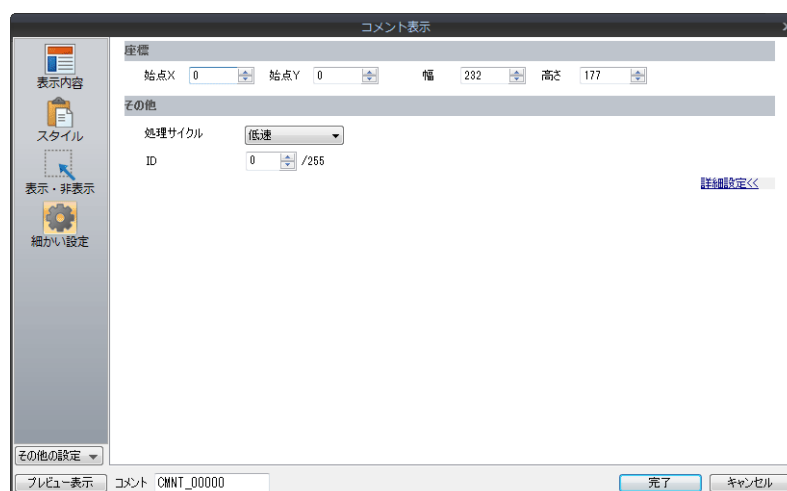 コメント表示
表示内容
スタイル
表示・非表示
細かい設定
座標
始点X 0 始点Y 0 幅 232 高さ 177
その他
処理サイクル 低速
ID 0 /255
詳細設定<<
その他の設定
プレビュー表示 コメント CMNT_00000 完了 キャンセル